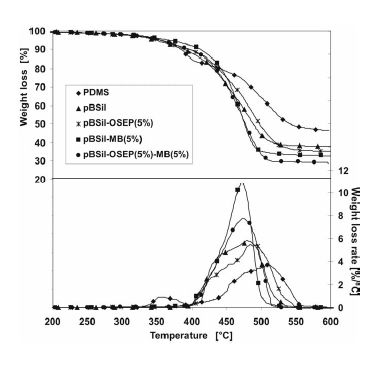 Weight loss [%]
100
90
80
70
60
50
40
30
20
PDMS
pBSil
pBSil-OSEP(5%)
pBSil-MB(5%)
pBSil-OSEP(5%)-MB(5%)
12
10
8
6
4
2
0
Weight loss rate [%/°C]
200 250 300 350 400 450 500 550 600
Temperature [°C]